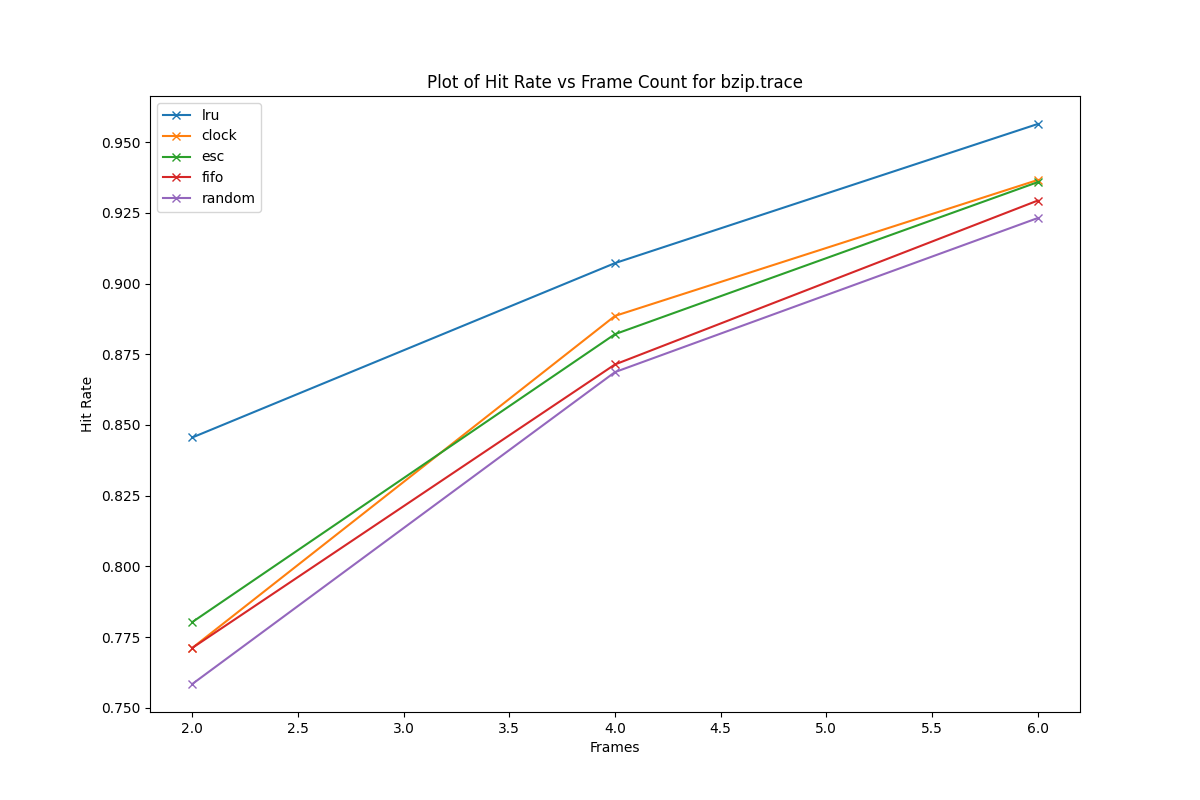 Plot of Hit Rate vs Frame Count for bzip.trace
lru
clock
esc
fifo
random
0.950
0.925
0.900
0.875
0.850
0.825
0.800
0.775
0.750
Hit Rate
2.0 2.5 3.0 3.5 4.0 4.5 5.0 5.5 6.0
Frames